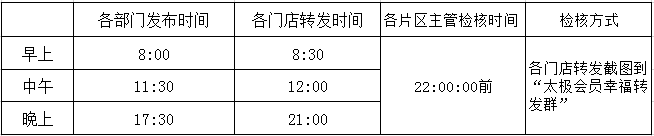 各部门发布时间 各门店转发时间 各片区主管检核时间 检核方式
早上 8:00 8:30
中午 11:30 12:00 22:00:00前 各门店转发截图到
“太极会员幸福转
发群”
晚上 17:30 21:00